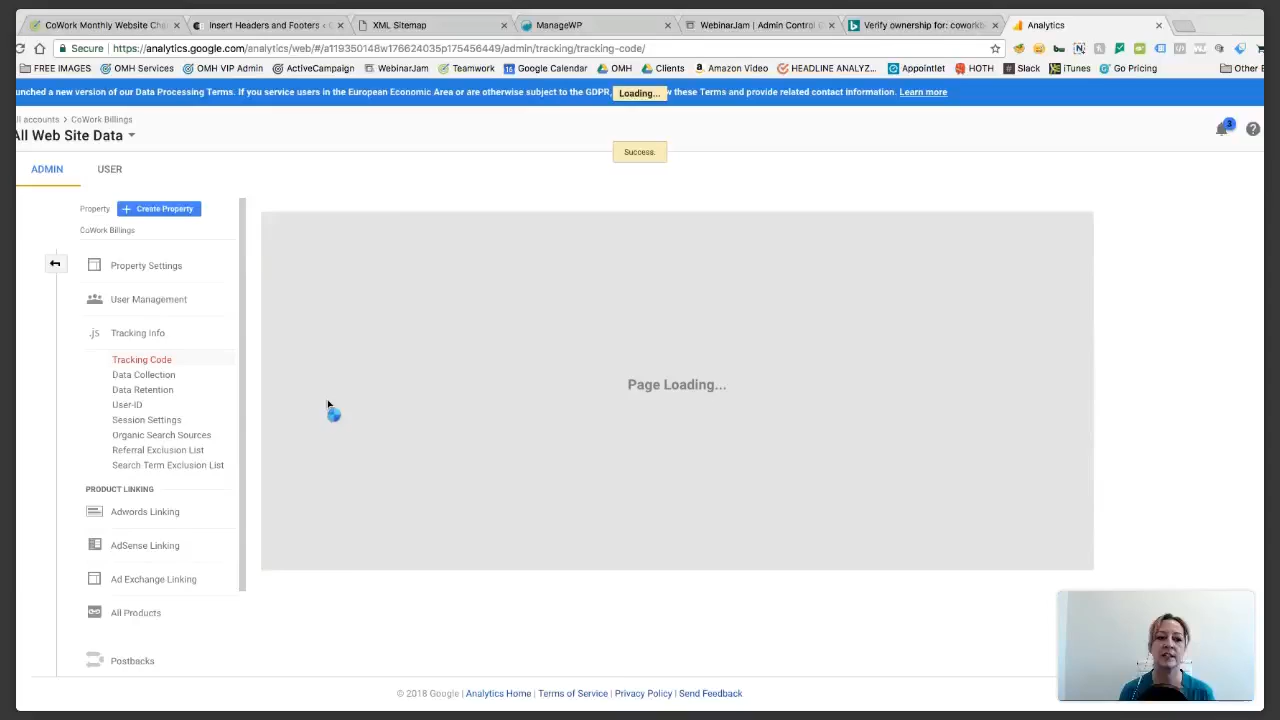 CoWork Monthly Website Che
Insert Headers and Footers ‹ C
XML Sitemap
ManageWP
WebinarJam | Admin Control C
Verify ownership for: coworkb
Analytics
Secure
https://analytics.google.com/analytics/web/#/a119350148w176624035p175456449/admin/tracking/tracking-code/
FREE IMAGES
OMH Services
OMH VIP Admin
ActiveCampaign
WebinarJam
Teamwork
Google Calendar
OMH
Clients
Amazon Video
HEADLINE ANALYZ...
Appointlet
HOTH
Slack
iTunes
Go Pricing
Other B
unched a new version of our Data Processing Terms. If you service users in the European Economic Area or are otherwise subject to the GDPR,
Loading...
w these Terms and provide related contact information. Learn more
ll accounts > CoWork Billings
All Web Site Data
3
Success.
ADMIN
USER
Property
+ Create Property
CoWork Billings
Property Settings
User Management
.js Tracking Info
Tracking Code
Data Collection
Data Retention
User-ID
Session Settings
Organic Search Sources
Referral Exclusion List
Search Term Exclusion List
PRODUCT LINKING
Adwords Linking
AdSense Linking
Ad Exchange Linking
All Products
Postbacks
Page Loading...
© 2018 Google | Analytics Home | Terms of Service | Privacy Policy | Send Feedback